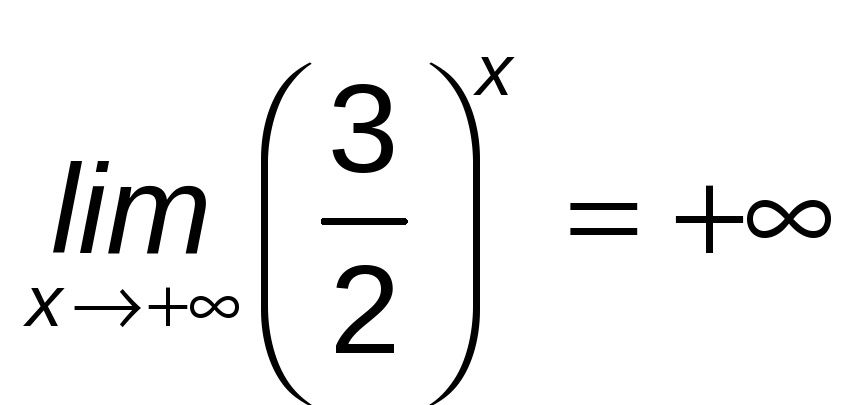 lim x→+∞ (3/2)^x = +∞